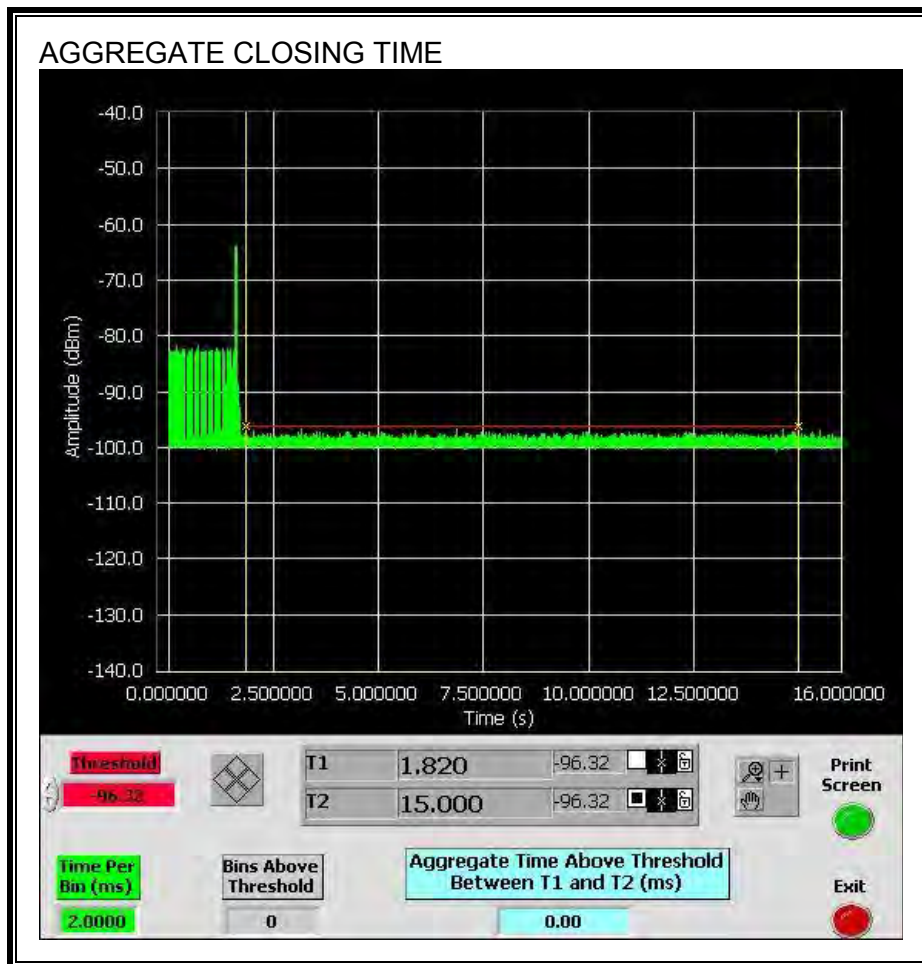 AGGREGATE CLOSING TIME
-40.0
-50.0
-60.0
-70.0
-80.0
-90.0
-100.0
-110.0
-120.0
-130.0
-140.0
Amplitude (dBm)
0.000000 2.500000 5.000000 7.500000 10.000000 12.500000 16.000000
Time (s)
Threshold
-96.32
T1 1.820 -96.32
T2 15.000 -96.32
Print
Screen
Time Per
Bin (ms)
2.0000
Bins Above
Threshold
0
Aggregate Time Above Threshold
Between T1 and T2 (ms)
0.00
Exit